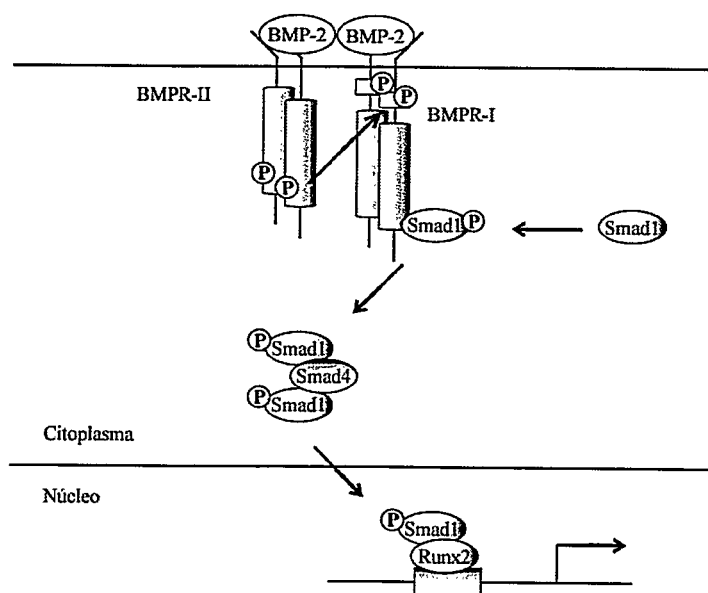 BMP-2 BMP-2
P
BMPR-II
P
BMPR-I
P
P
Smad1 P
Smad1
P Smad1
Smad4
P Smad1
Citoplasma
Núcleo
P Smad1
Runx2